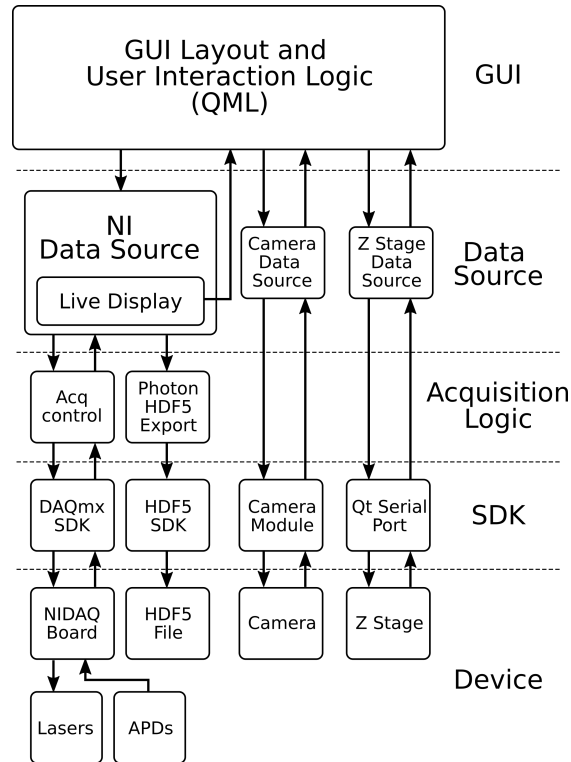 GUI Layout and
User Interaction Logic
(QML)
GUI
NI
Data Source
Live Display
Camera
Data
Source
Z Stage
Data
Source
Data
Source
Acq
control
Photon
HDF5
Export
Acquisition
Logic
DAQmx
SDK
HDF5
SDK
Camera
Module
Qt Serial
Port
SDK
NIDAQ
Board
HDF5
File
Camera
Z Stage
Device
Lasers
APDs